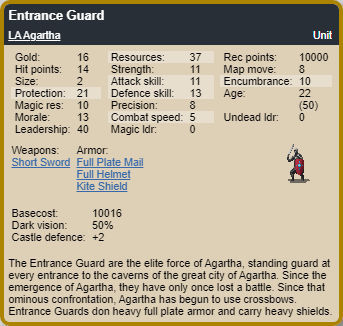 Entrance Guard
LA Agartha Unit
Gold: 16 Resources: 37 Rec points: 10000
Hit points: 14 Strength: 11 Map move: 8
Size: 2 Attack skill: 11 Encumbrance: 10
Protection: 21 Defence skill: 13 Age: 22
Magic res: 10 Precision: 8 (50)
Morale: 13 Combat speed: 5 Undead ldr: 0
Leadership: 40 Magic ldr: 0
Weapons: Armor:
Short Sword Full Plate Mail
Full Helmet
Kite Shield
Basecost: 10016
Dark vision: 50%
Castle defence: +2
The Entrance Guard are the elite force of Agartha, standing guard at
every entrance to the caverns of the great city of Agartha. Since the
emergence of Agartha, they have only once lost a battle. Since that
ominous confrontation, Agartha has begun to use crossbows.
Entrance Guards don heavy full plate armor and carry heavy shields.